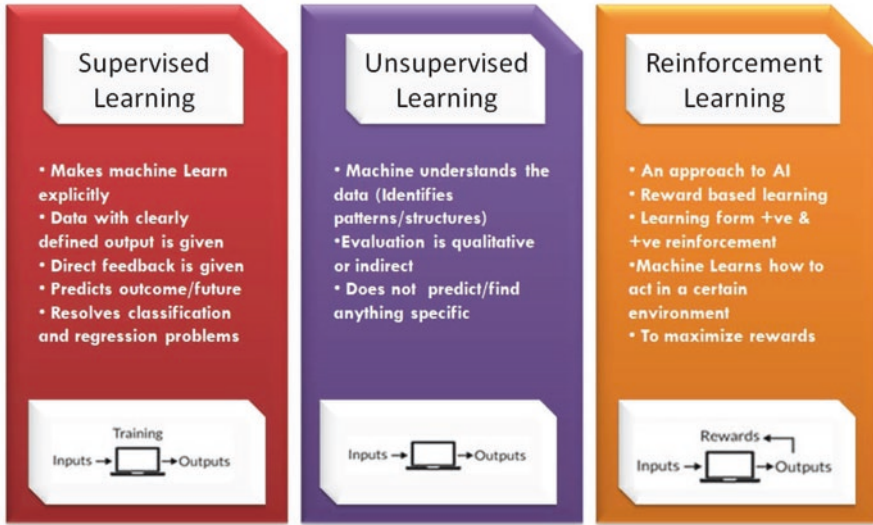 Supervised
Learning
• Makes machine Learn
explicitly
• Data with clearly
defined output is given
• Direct feedback is given
• Predicts outcome/future
• Resolves classification
and regression problems
Training
Inputs
Outputs
Unsupervised
Learning
• Machine understands the
data (Identifies
patterns/structures)
•Evaluation is qualitative
or indirect
• Does not predict/find
anything specific
Inputs
Outputs
Reinforcement
Learning
• An approach to AI
• Reward based learning
• Learning form +ve &
+ve reinforcement
•Machine Learns how to
act in a certain
environment
• To maximize rewards
Rewards
Inputs
Outputs